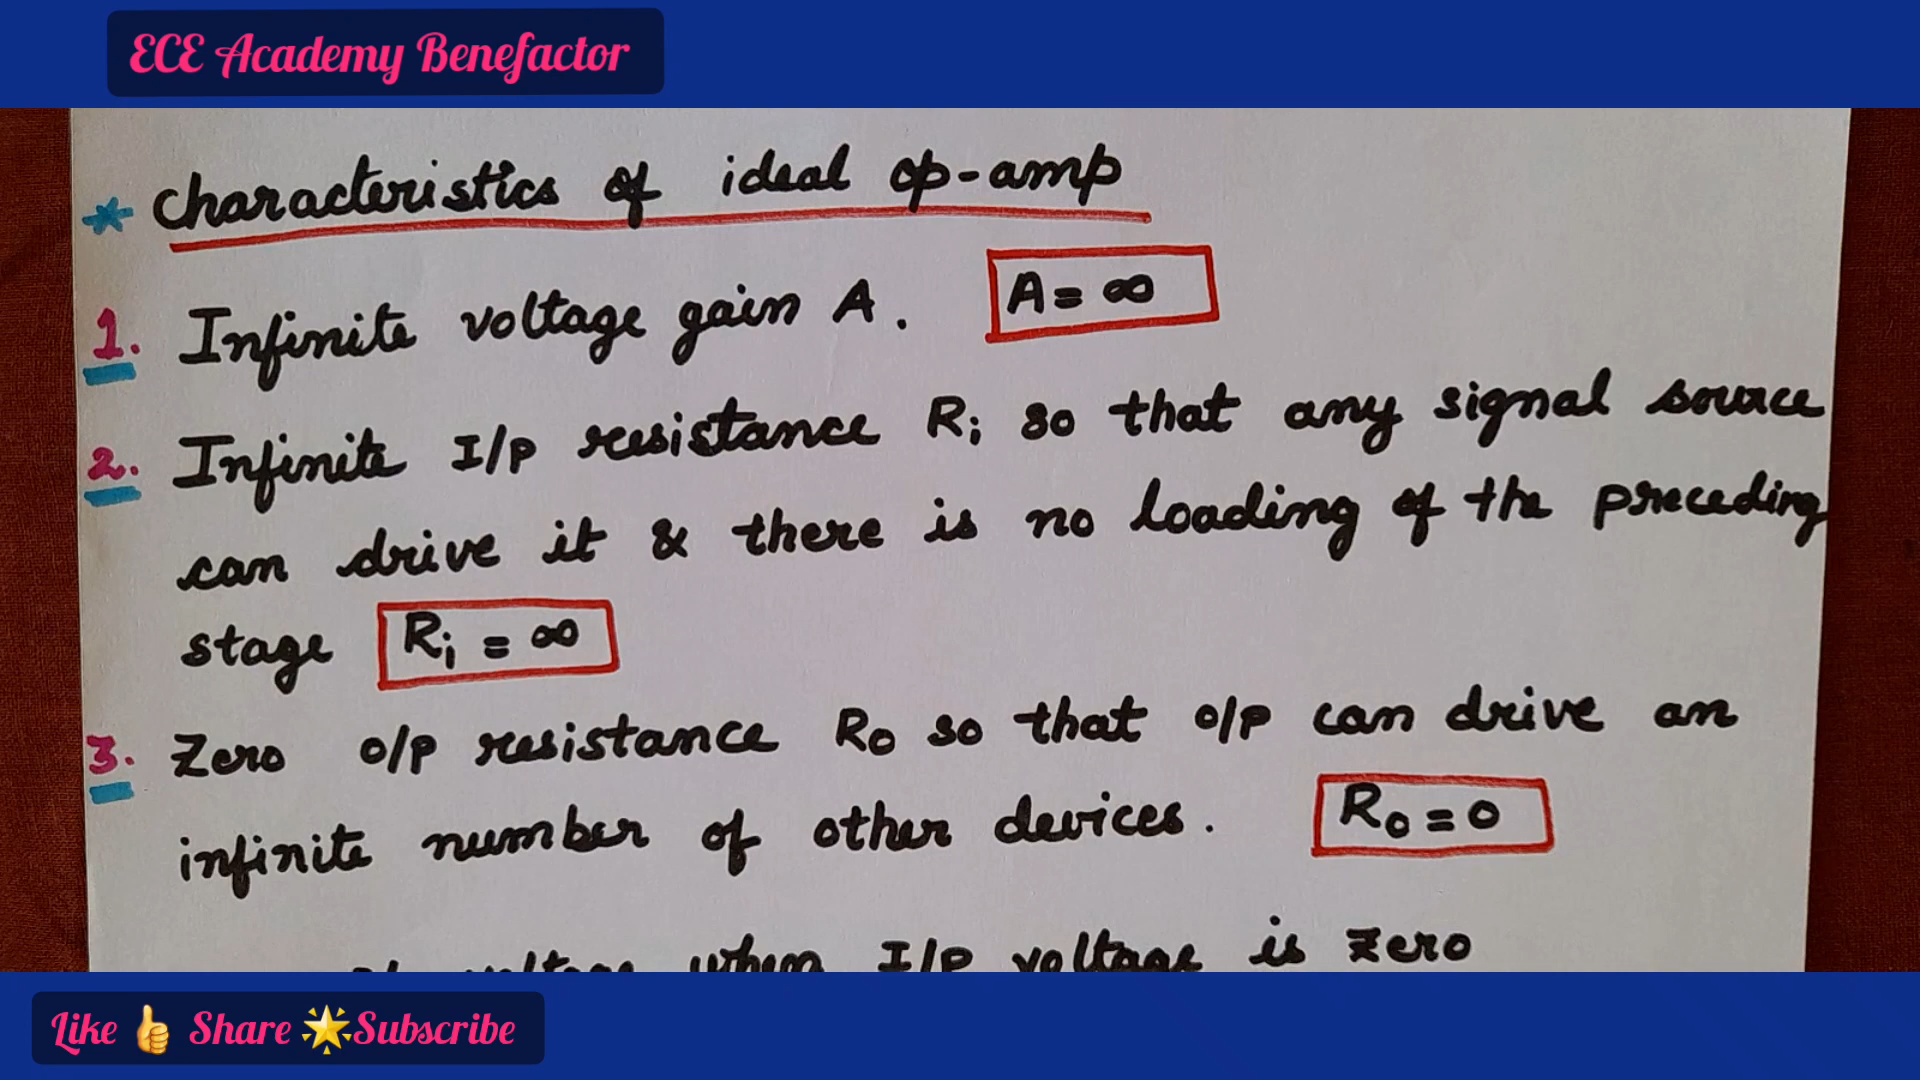 ECE Academy Benefactor
* Characteristics of ideal op-amp
1. Infinite voltage gain A. A = ∞
2. Infinite I/p resistance Ri so that any signal source
can drive it & there is no loading of the preceding
stage Ri = ∞
3. Zero o/p resistance Ro so that o/p can drive an
infinite number of other devices. Ro = 0
voltage when I/p voltage is zero
Like 👍 Share 🌟Subscribe